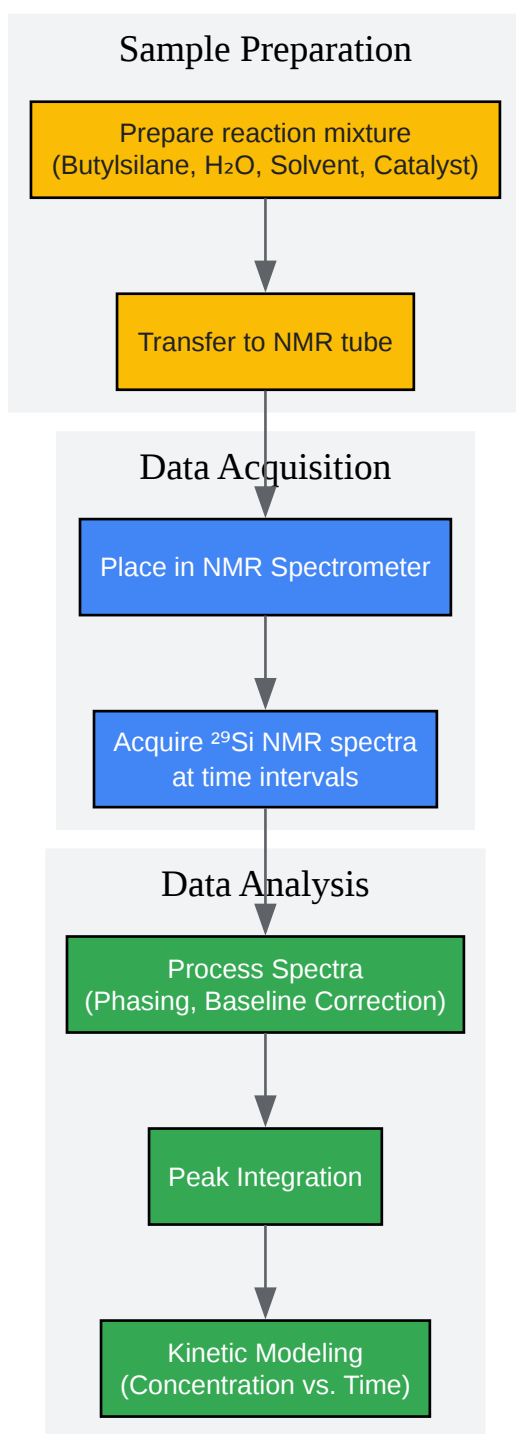 Sample Preparation
Prepare reaction mixture
(Butylsilane, H₂O, Solvent, Catalyst)
Transfer to NMR tube
Data Acquisition
Place in NMR Spectrometer
Acquire ²⁹Si NMR spectra
at time intervals
Data Analysis
Process Spectra
(Phasing, Baseline Correction)
Peak Integration
Kinetic Modeling
(Concentration vs. Time)